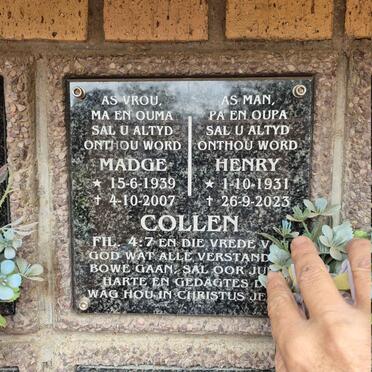 AS VROU,
MA EN OUMA
SAL U ALTYD
ONTHOU WORD
MADGE
★ 15-6-1939
✝ 4-10-2007
AS MAN,
PA EN OUPA
SAL U ALTYD
ONTHOU WORD
HENRY
★ 1-10-1931
✝ 26-9-2023
COLLEN
FIL. 4:7 EN DIE VREDE V
GOD WAT ALLE VERSTAND
BOWE GAAN, SAL OOR JU
HARTE EN GEDAGTES D
WAG HOU IN CHRISTUS JE